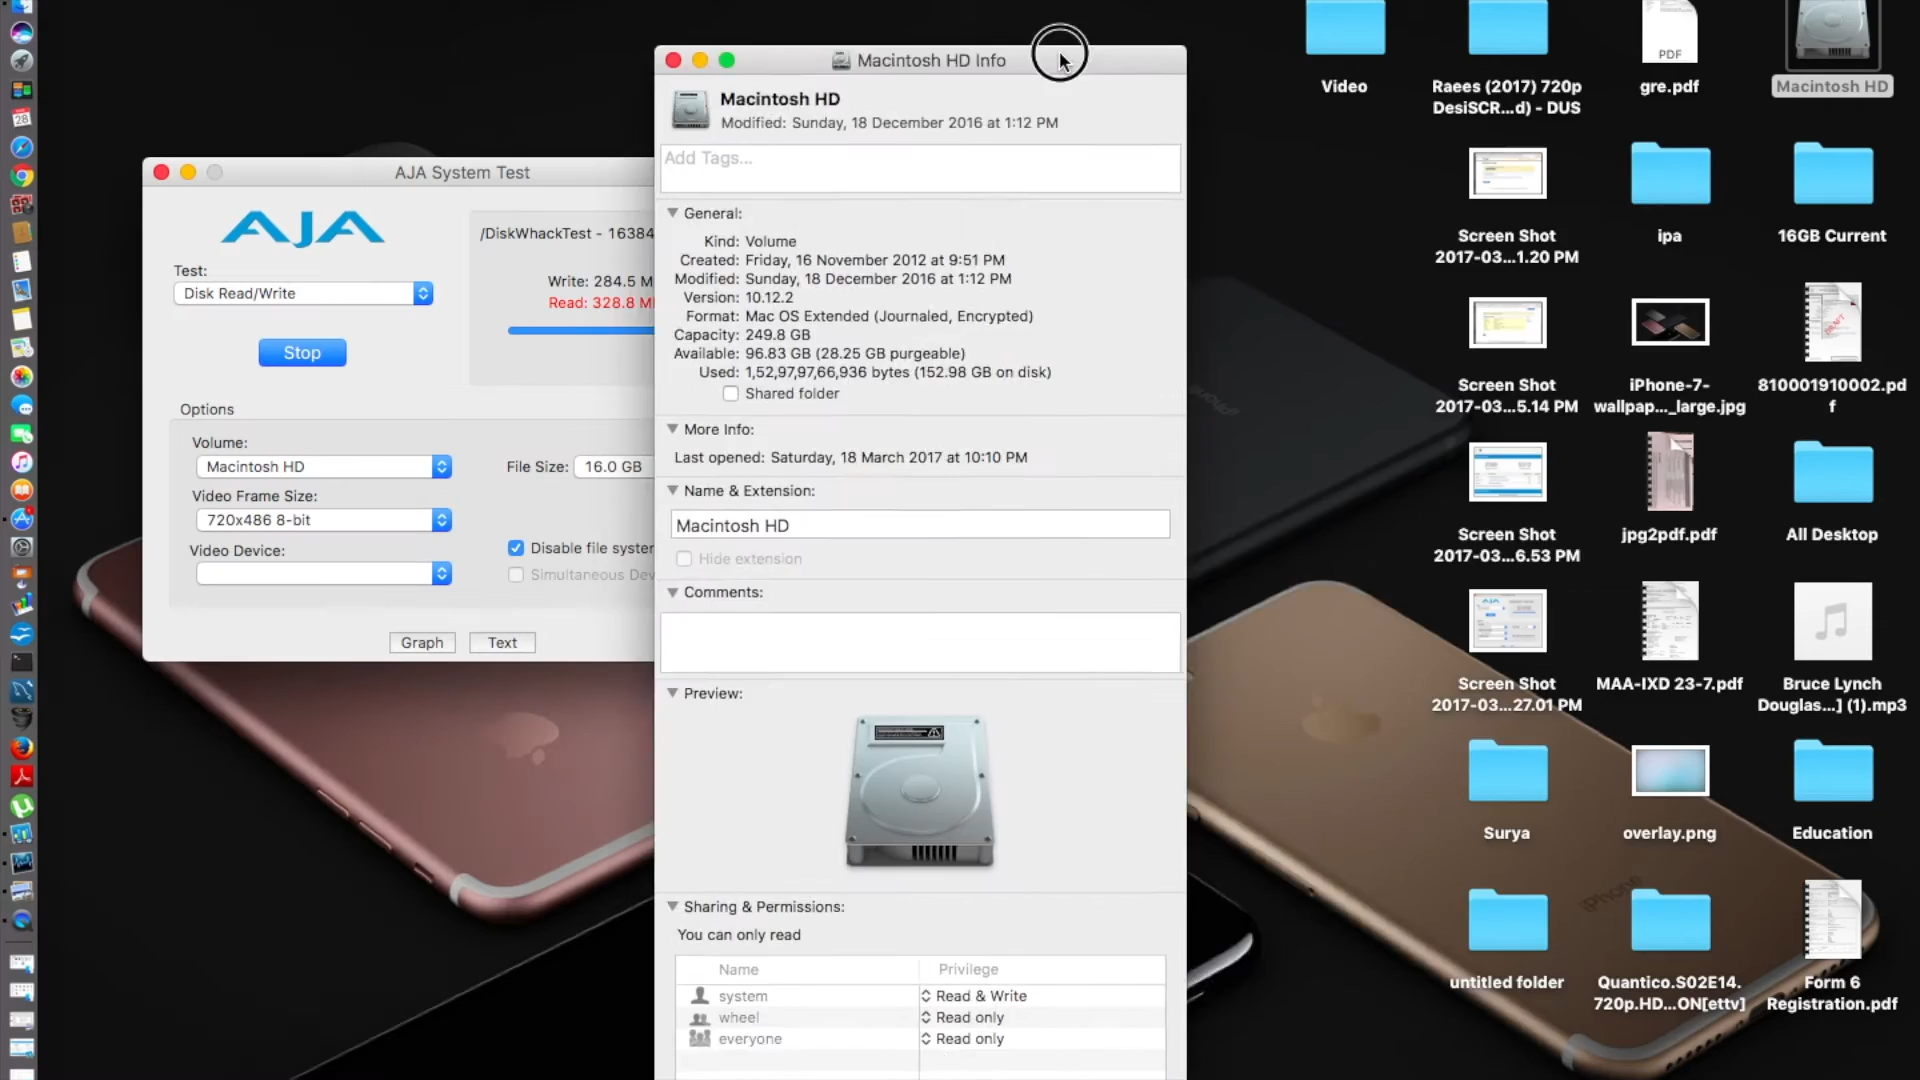 AJA System Test
AJA
Test:
Disk Read/Write
Stop
/DiskWhackTest - 16384
Write: 284.5 M
Read: 328.8 M
Options
Volume:
Macintosh HD
File Size: 16.0 GB
Video Frame Size:
720x486 8-bit
Video Device:
Disable file system
Simultaneous Dev
Graph
Text
Macintosh HD Info
Macintosh HD
Modified: Sunday, 18 December 2016 at 1:12 PM
Add Tags...
General:
Kind: Volume
Created: Friday, 16 November 2012 at 9:51 PM
Modified: Sunday, 18 December 2016 at 1:12 PM
Version: 10.12.2
Format: Mac OS Extended (Journaled, Encrypted)
Capacity: 249.8 GB
Available: 96.83 GB (28.25 GB purgeable)
Used: 1,52,97,97,66,936 bytes (152.98 GB on disk)
Shared folder
More Info:
Last opened: Saturday, 18 March 2017 at 10:10 PM
Name & Extension:
Macintosh HD
Hide extension
Comments:
Preview:
Sharing & Permissions:
You can only read
Name Privilege
system Read & Write
wheel Read only
everyone Read only
Video
Raees (2017) 720p
DesiSCR...d) - DUS
PDF
gre.pdf
Macintosh HD
Screen Shot
2017-03...1.20 PM
ipa
16GB Current
Screen Shot
2017-03...5.14 PM
iPhone-7-
wallpap..._large.jpg
DRAFT
810001910002.pd
f
Screen Shot
2017-03...6.53 PM
jpg2pdf.pdf
All Desktop
Screen Shot
2017-03...27.01 PM
MAA-IXD 23-7.pdf
Bruce Lynch
Douglas...] (1).mp3
Surya
overlay.png
Education
untitled folder
Quantico.S02E14.
720p.HD...ON[ettv]
Form 6
Registration.pdf
iPhone
iPhone
28